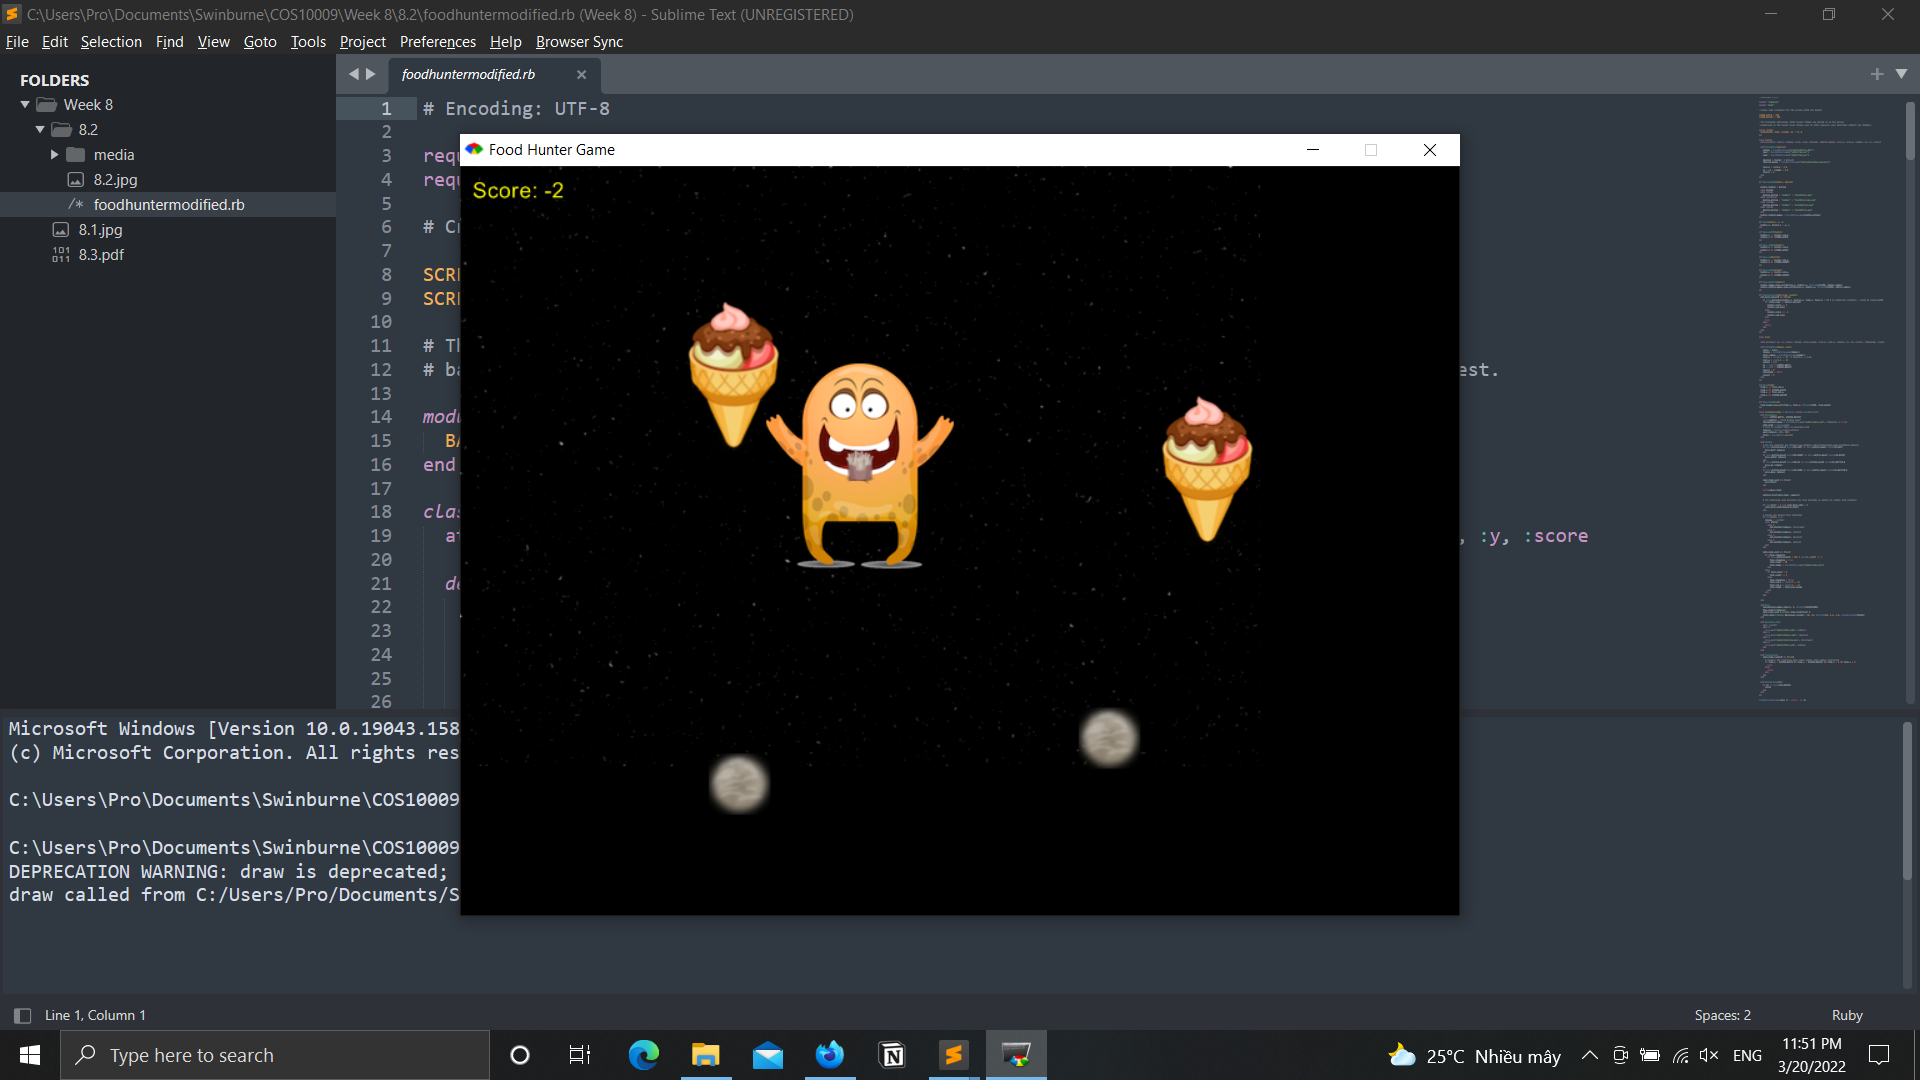 C:\Users\Pro\Documents\Swinburne\COS10009\Week 8\8.2\foodhuntermodified.rb (Week 8) - Sublime Text (UNREGISTERED)
File Edit Selection Find View Goto Tools Project Preferences Help Browser Sync
FOLDERS
Week 8
8.2
media
8.2.jpg
/* foodhuntermodified.rb
8.1.jpg
8.3.pdf
foodhuntermodified.rb
1 # Encoding: UTF-8
2
3 requ
4 requ
5
6 # C
7
8 SCRE
9 SCRE
10
11 # Th
12 # ba est.
13
14 modu
15 BA
16 end
17
18 clas
19 at , :y, :score
20
21 de
22
23
24
25
26
Food Hunter Game
Score: -2
Microsoft Windows [Version 10.0.19043.158
(c) Microsoft Corporation. All rights res
C:\Users\Pro\Documents\Swinburne\COS10009
C:\Users\Pro\Documents\Swinburne\COS10009
DEPRECATION WARNING: draw is deprecated;
draw called from C:/Users/Pro/Documents/S
Line 1, Column 1
Spaces: 2
Ruby
Type here to search
25°C Nhiều mây
ENG
11:51 PM
3/20/2022